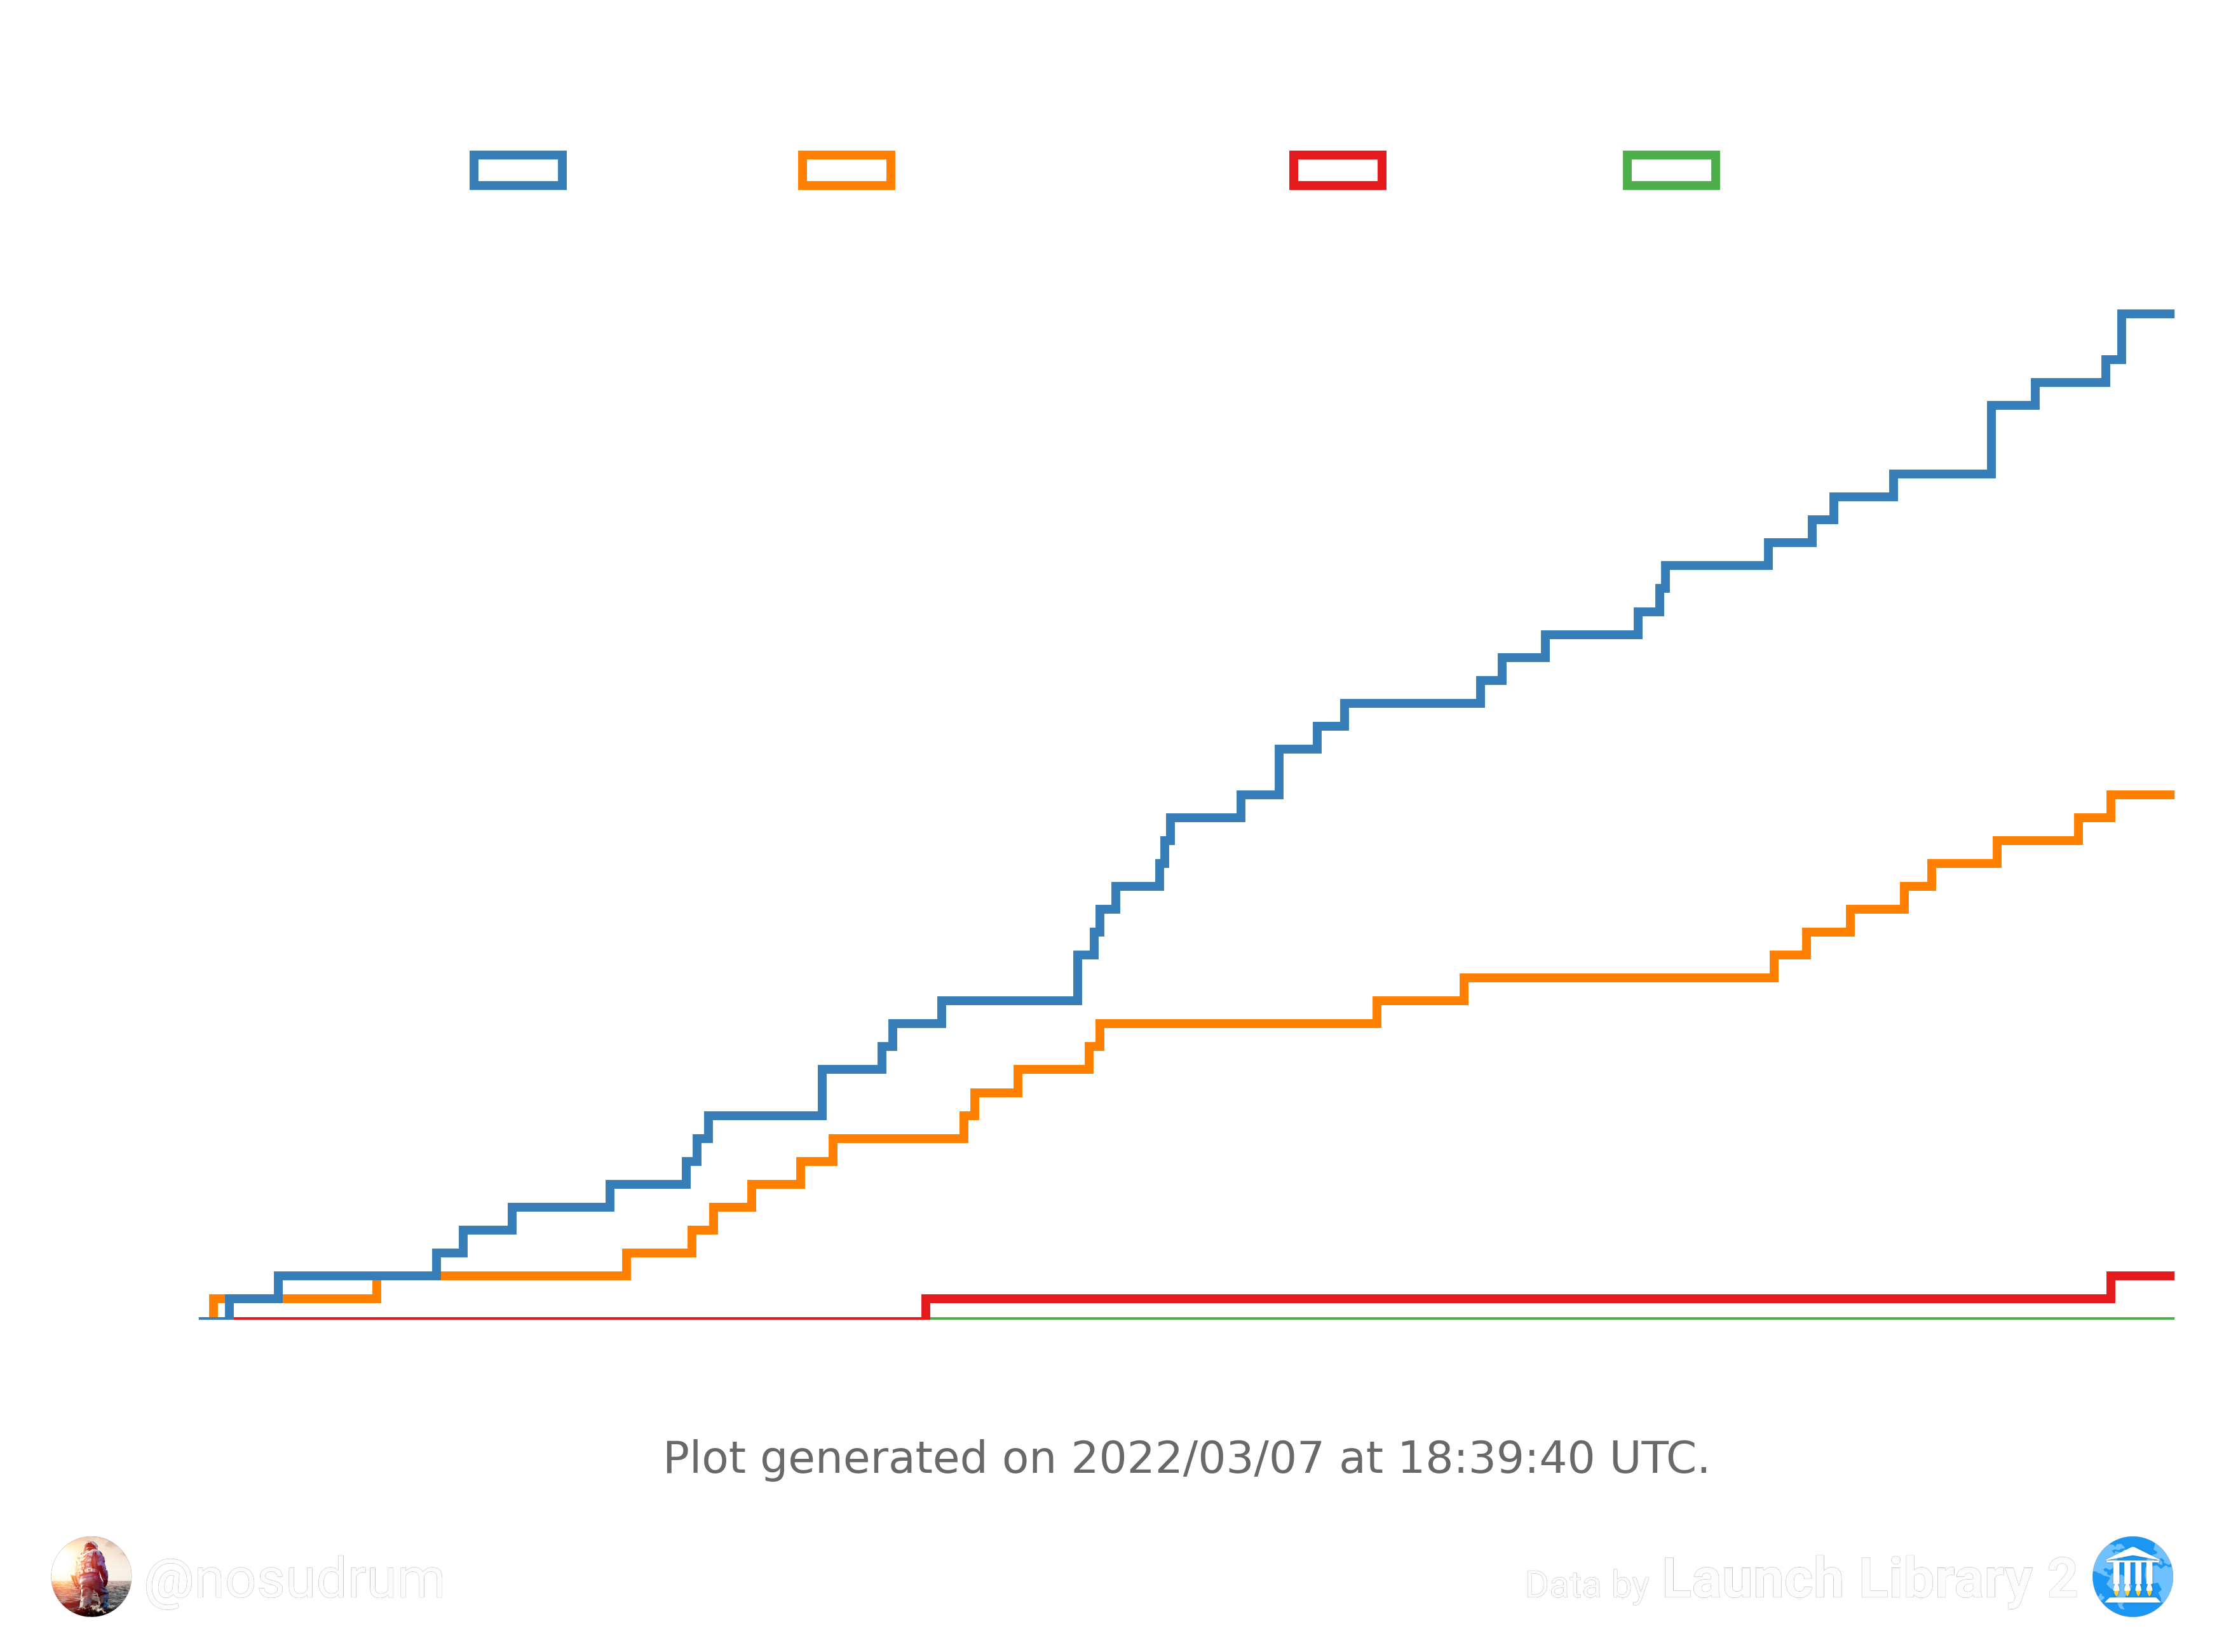 Plot generated on 2022/03/07 at 18:39:40 UTC.
@nosudrum
Data by Launch Library 2